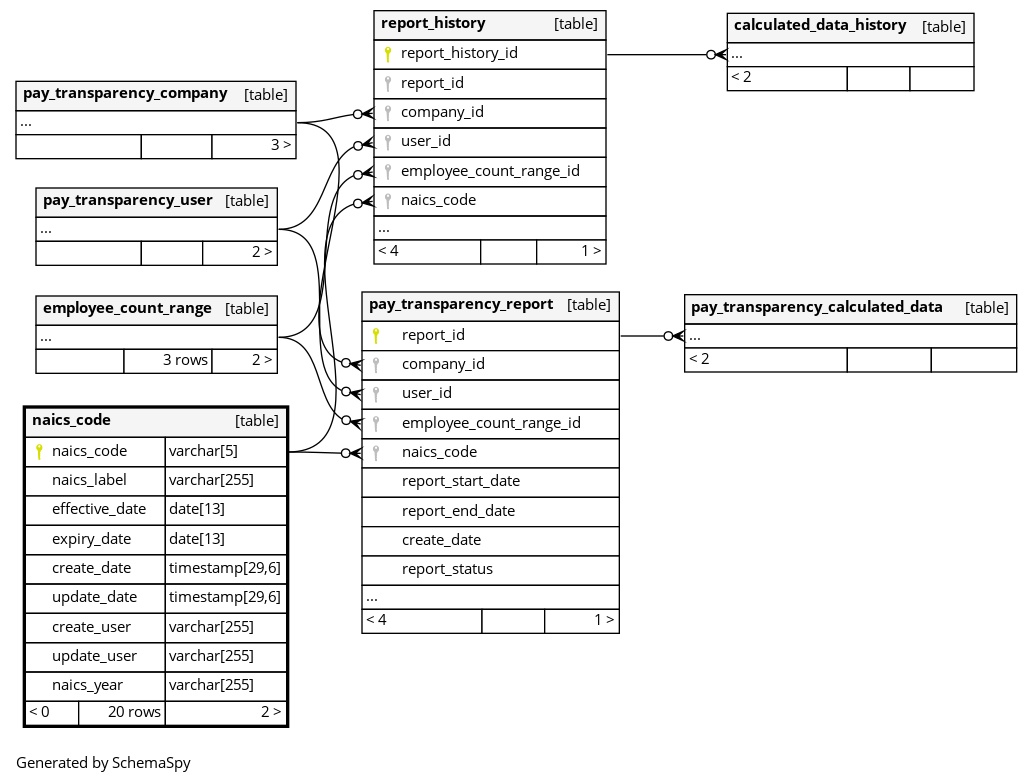 report_history [table]
report_history_id
report_id
company_id
user_id
employee_count_range_id
naics_code
...
< 4 1 >
calculated_data_history [table]
...
< 2
pay_transparency_company [table]
...
3 >
pay_transparency_user [table]
...
2 >
employee_count_range [table]
...
3 rows 2 >
pay_transparency_report [table]
report_id
company_id
user_id
employee_count_range_id
naics_code
report_start_date
report_end_date
create_date
report_status
...
< 4 1 >
pay_transparency_calculated_data [table]
...
< 2
naics_code [table]
naics_code varchar[5]
naics_label varchar[255]
effective_date date[13]
expiry_date date[13]
create_date timestamp[29,6]
update_date timestamp[29,6]
create_user varchar[255]
update_user varchar[255]
naics_year varchar[255]
< 0 20 rows 2 >
Generated by SchemaSpy